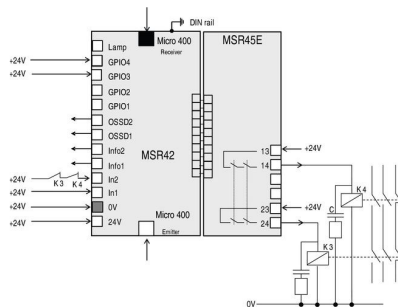 DIN rail
Micro 400
Receiver
MSR45E
Lamp
+24V GPIO4
+24V GPIO3
GPIO2
GPIO1
OSSD2
OSSD1
MSR42
Info2
Info1
+24V K3 K4 In2
+24V In1
+24V 0V
+24V 24V
Micro 400
Emitter
13 +24V
14
23 +24V
24
K4
C
K3
0V